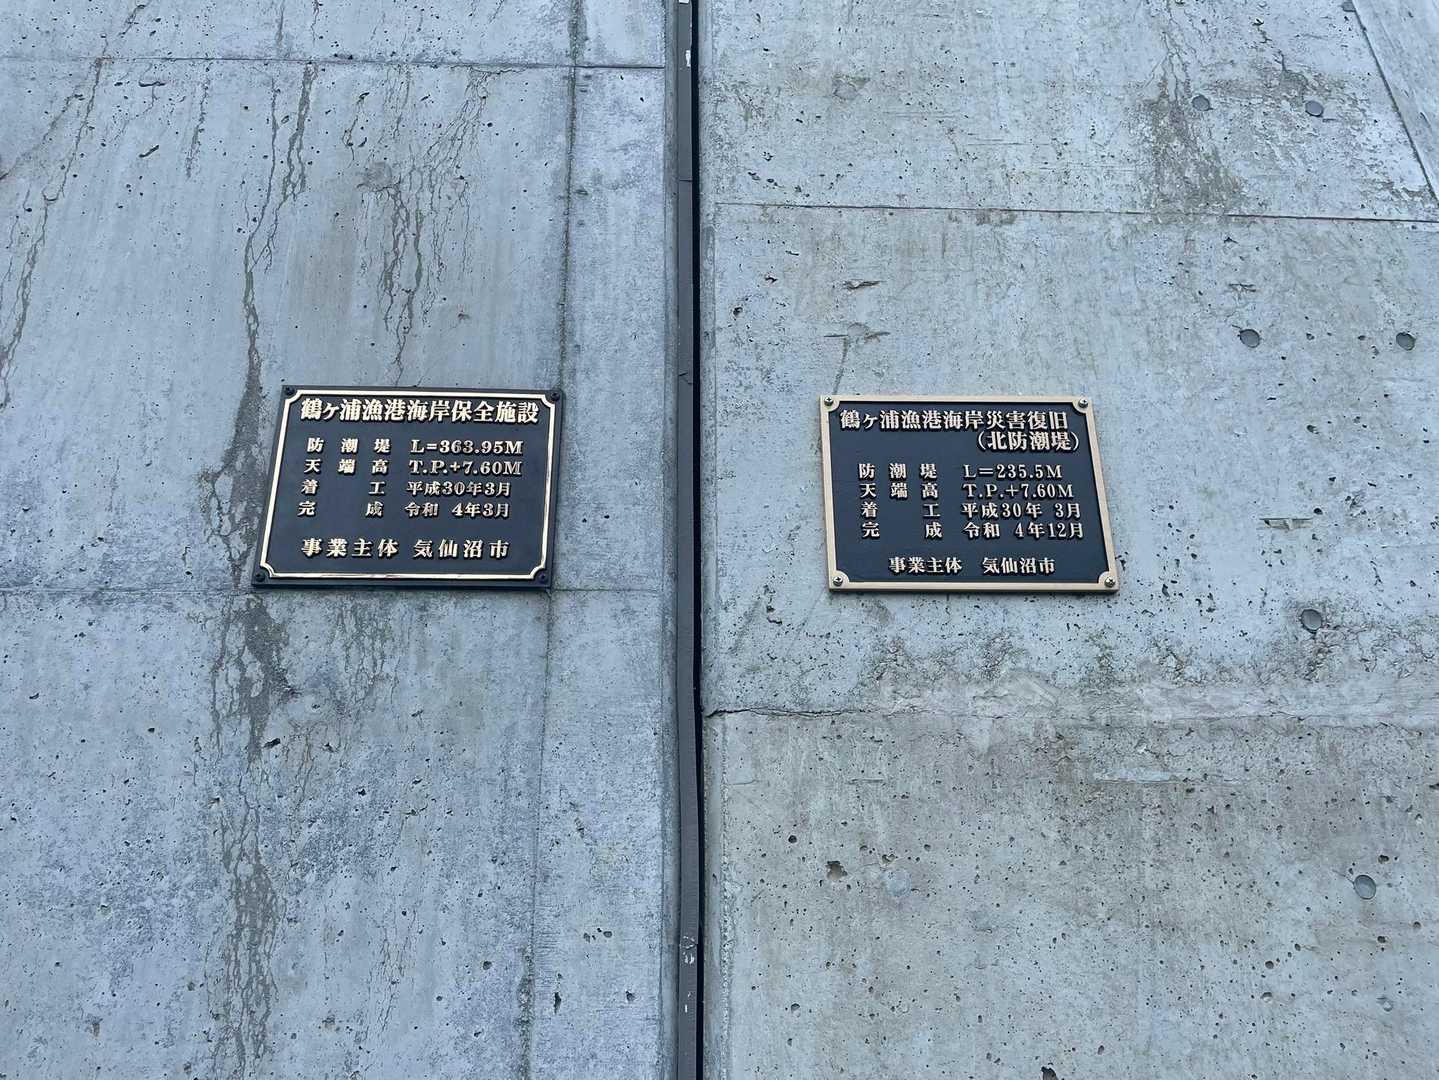 鶴ヶ浦漁港海岸保全施設
防潮堤 L=363.95M
天端高 T.P.+7.60M
着工 平成30年3月
完成 令和 4年3月
事業主体 気仙沼市
鶴ヶ浦漁港海岸災害復旧
(北防潮堤)
防潮堤 L=235.5M
天端高 T.P.+7.60M
着工 平成30年 3月
完成 令和 4年12月
事業主体 気仙沼市